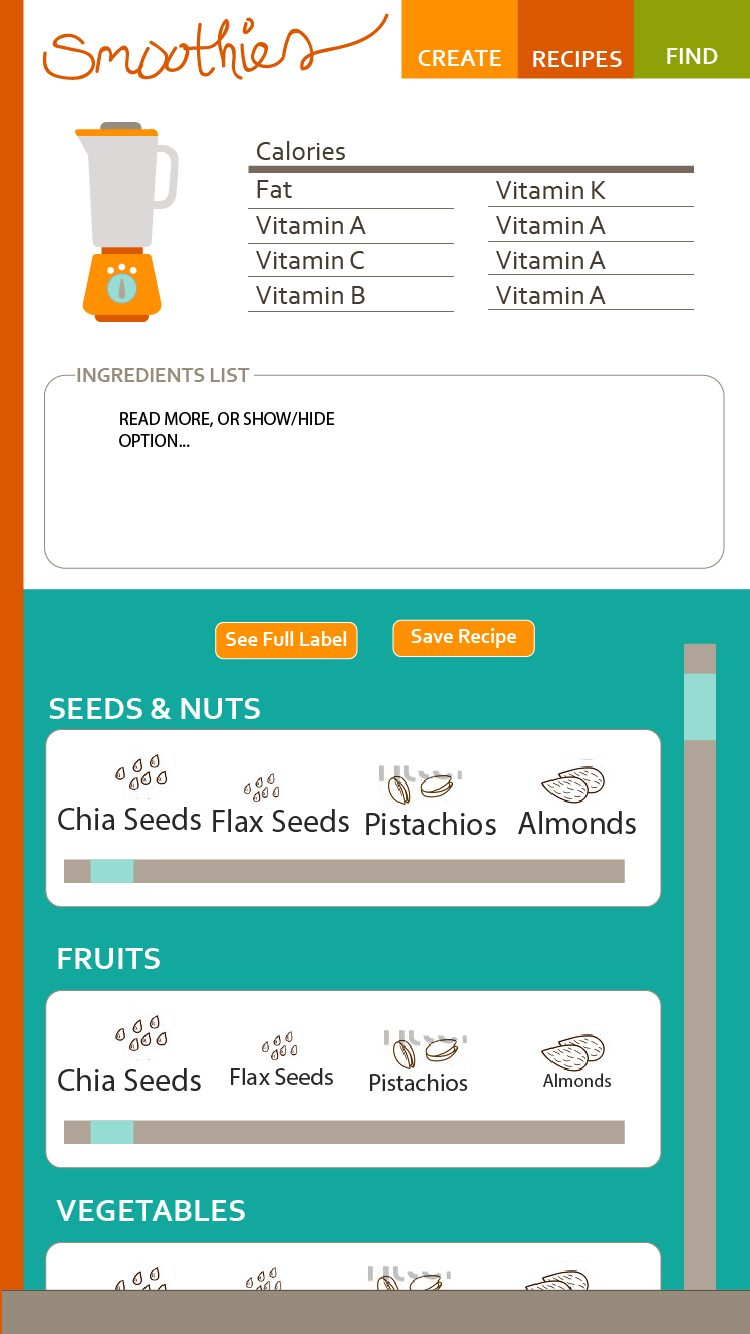 Smoothies
CREATE
RECIPES
FIND
Calories
Fat
Vitamin K
Vitamin A
Vitamin A
Vitamin C
Vitamin A
Vitamin B
Vitamin A
INGREDIENTS LIST
READ MORE, OR SHOW/HIDE
OPTION...
See Full Label
Save Recipe
SEEDS & NUTS
Chia Seeds
Flax Seeds
Pistachios
Almonds
FRUITS
Chia Seeds
Flax Seeds
Pistachios
Almonds
VEGETABLES